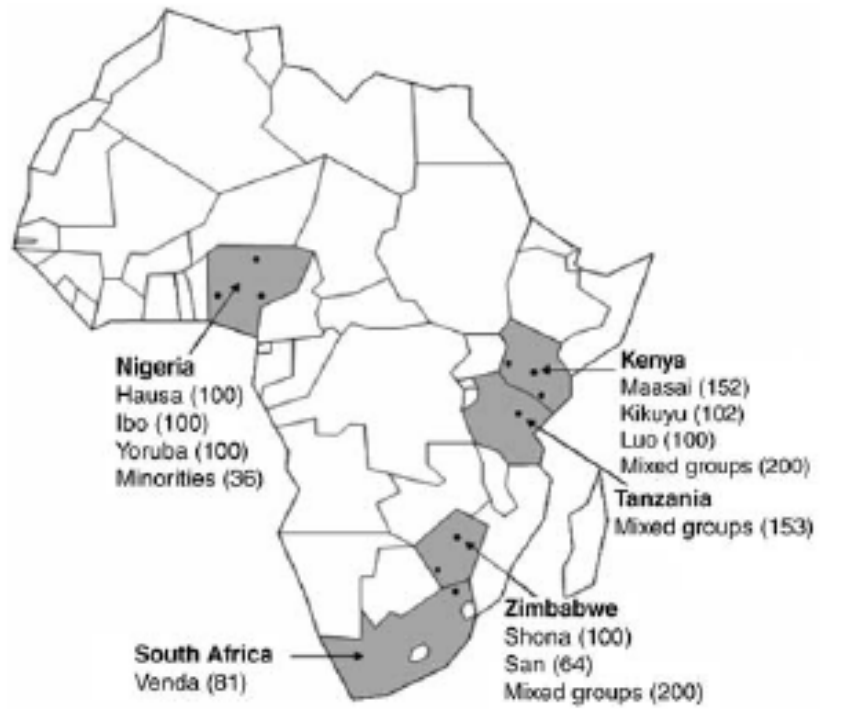 Nigeria
Hausa (100)
Ibo (100)
Yoruba (100)
Minorities (36)
Kenya
Maasai (152)
Kikuyu (102)
Luo (100)
Mixed groups (200)
Tanzania
Mixed groups (153)
Zimbabwe
Shona (100)
San (64)
Mixed groups (200)
South Africa
Venda (81)